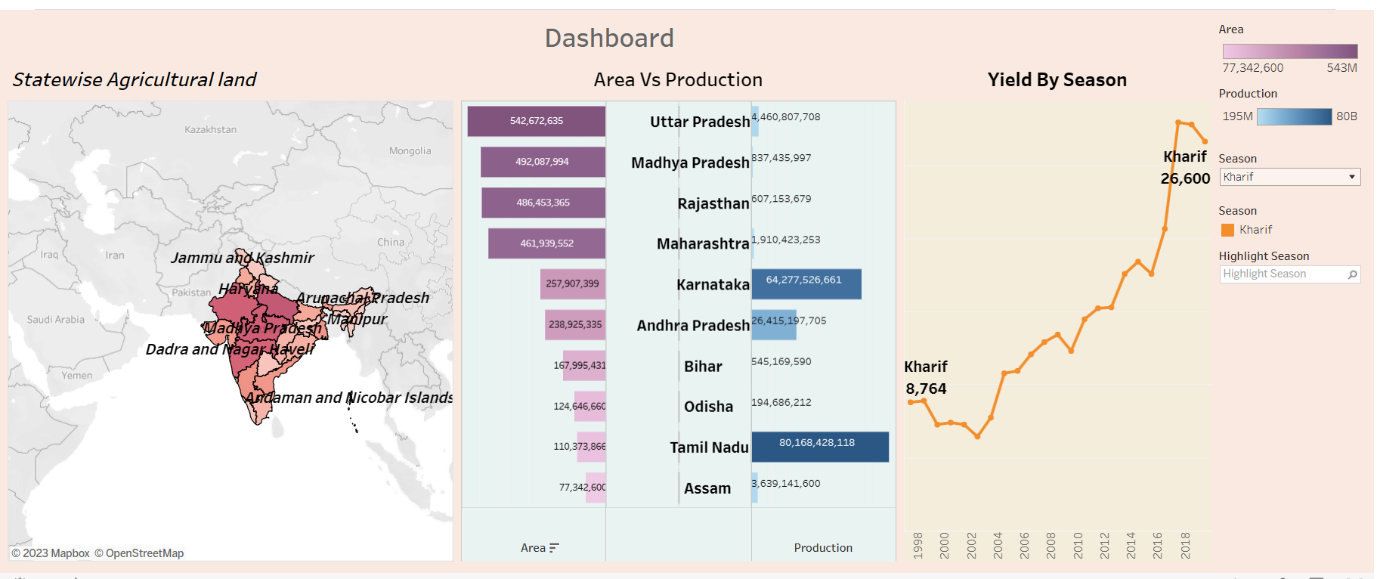 Dashboard
Statewise Agricultural land
Kazakhstan
Mongolia
China
Iraq
Iran
Jammu and Kashmir
Pakistan
Haryana
Arunachal Pradesh
Saudi Arabia
Manipur
Madhya Pradesh
Dadra and Nagar Haveli
Yemen
Andaman and Nicobar Islands
© 2023 Mapbox © OpenStreetMap
Area Vs Production
542,672,635 Uttar Pradesh 4,460,807,708
492,087,994 Madhya Pradesh 837,435,997
486,453,365 Rajasthan 607,153,679
461,939,552 Maharashtra 1,910,423,253
257,907,399 Karnataka 64,277,526,661
238,925,335 Andhra Pradesh 26,415,197,705
167,995,431 Bihar 545,169,590
124,646,660 Odisha 194,686,212
110,373,866 Tamil Nadu 80,168,428,118
77,342,600 Assam 3,639,141,600
Area Production
Yield By Season
Kharif
26,600
Kharif
8,764
1998 2000 2002 2004 2006 2008 2010 2012 2014 2016 2018
Area
77,342,600 543M
Production
195M 80B
Season
Kharif
Season
Kharif
Highlight Season
Highlight Season